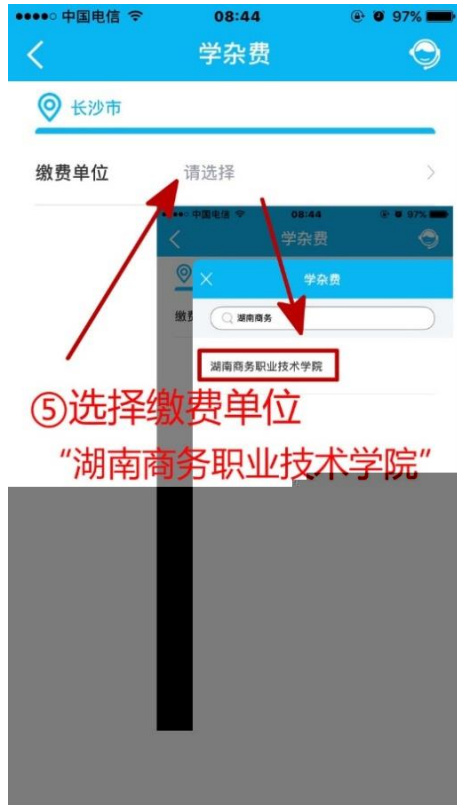 中国电信 08:44 97%
学杂费
长沙市
缴费单位 请选择
中国电信 08:44 97%
学杂费
学杂费
缴费
湖南商务
湖南商务职业技术学院
⑤选择缴费单位
“湖南商务职业技术学院”